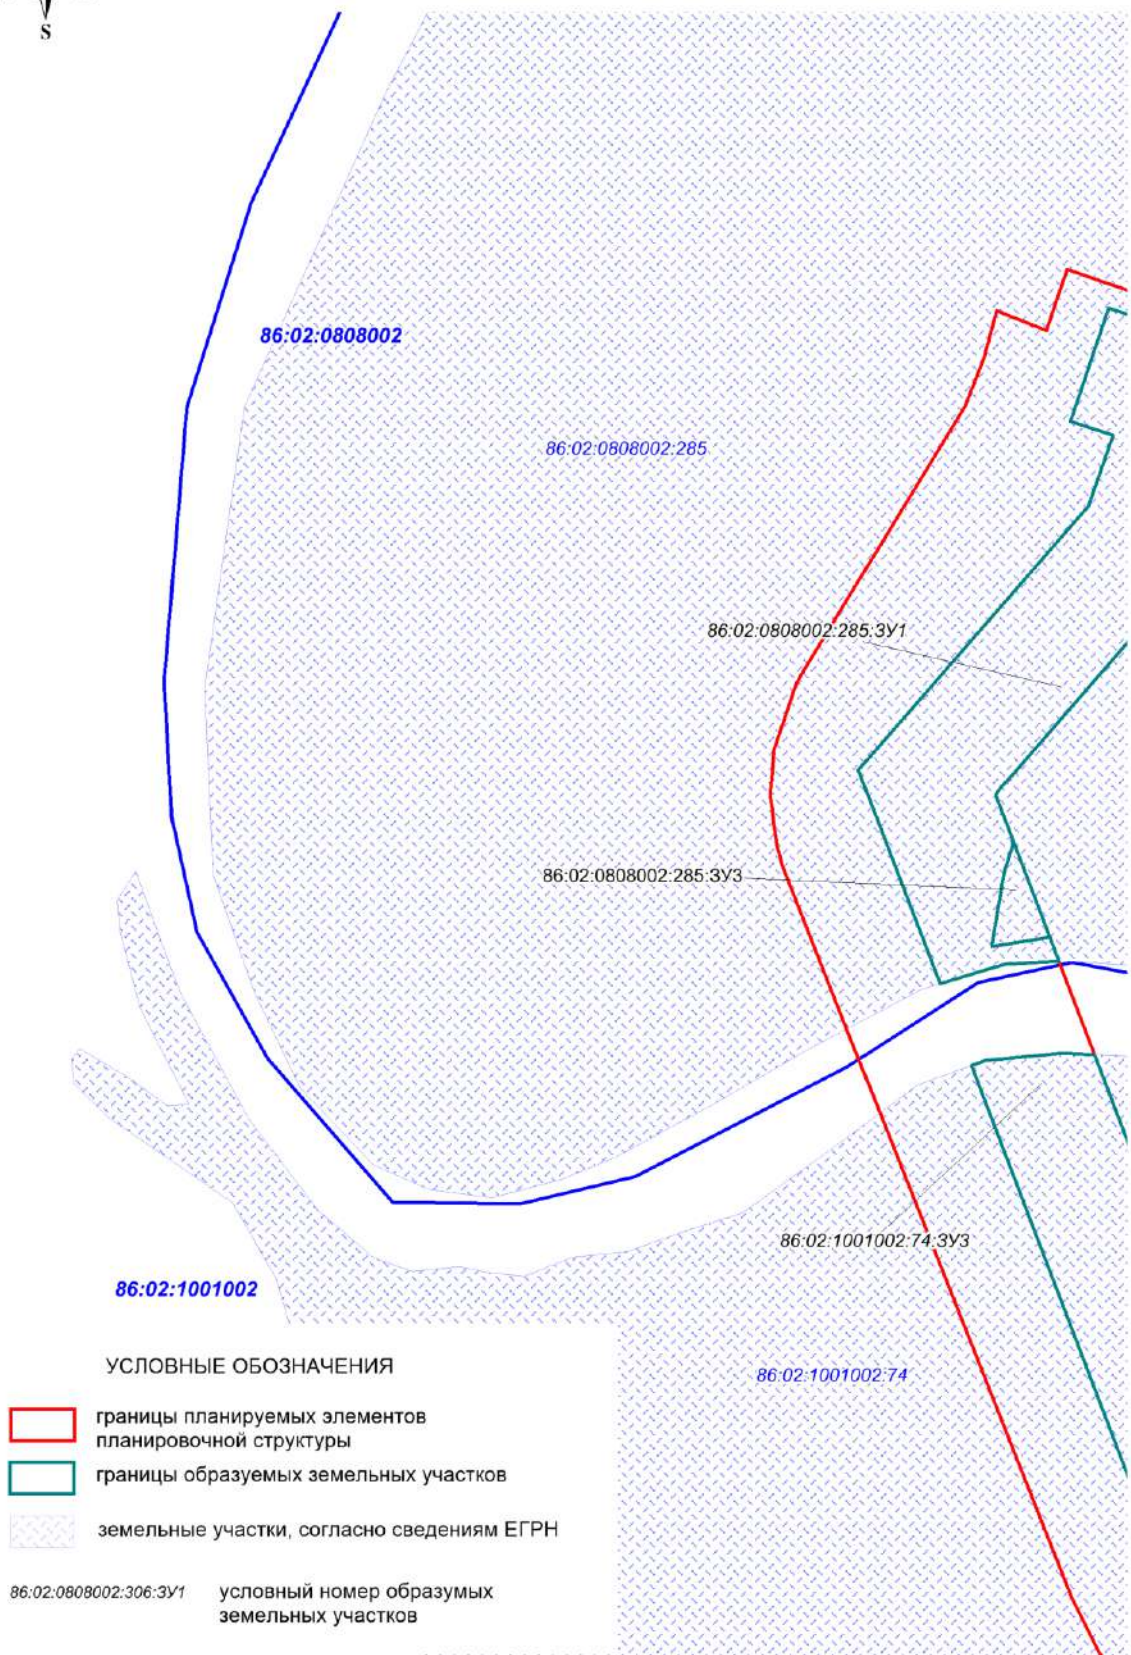 S
86:02:0808002
86:02:0808002:285
86:02:0808002:285:ЗУ1
86:02:0808002:285:ЗУ3
86:02:1001002:74:ЗУ3
86:02:1001002
86:02:1001002:74
УСЛОВНЫЕ ОБОЗНАЧЕНИЯ
границы планируемых элементов
планировочной структуры
границы образуемых земельных участков
земельные участки, согласно сведениям ЕГРН
86:02:0808002:306:ЗУ1 условный номер образумых
земельных участков